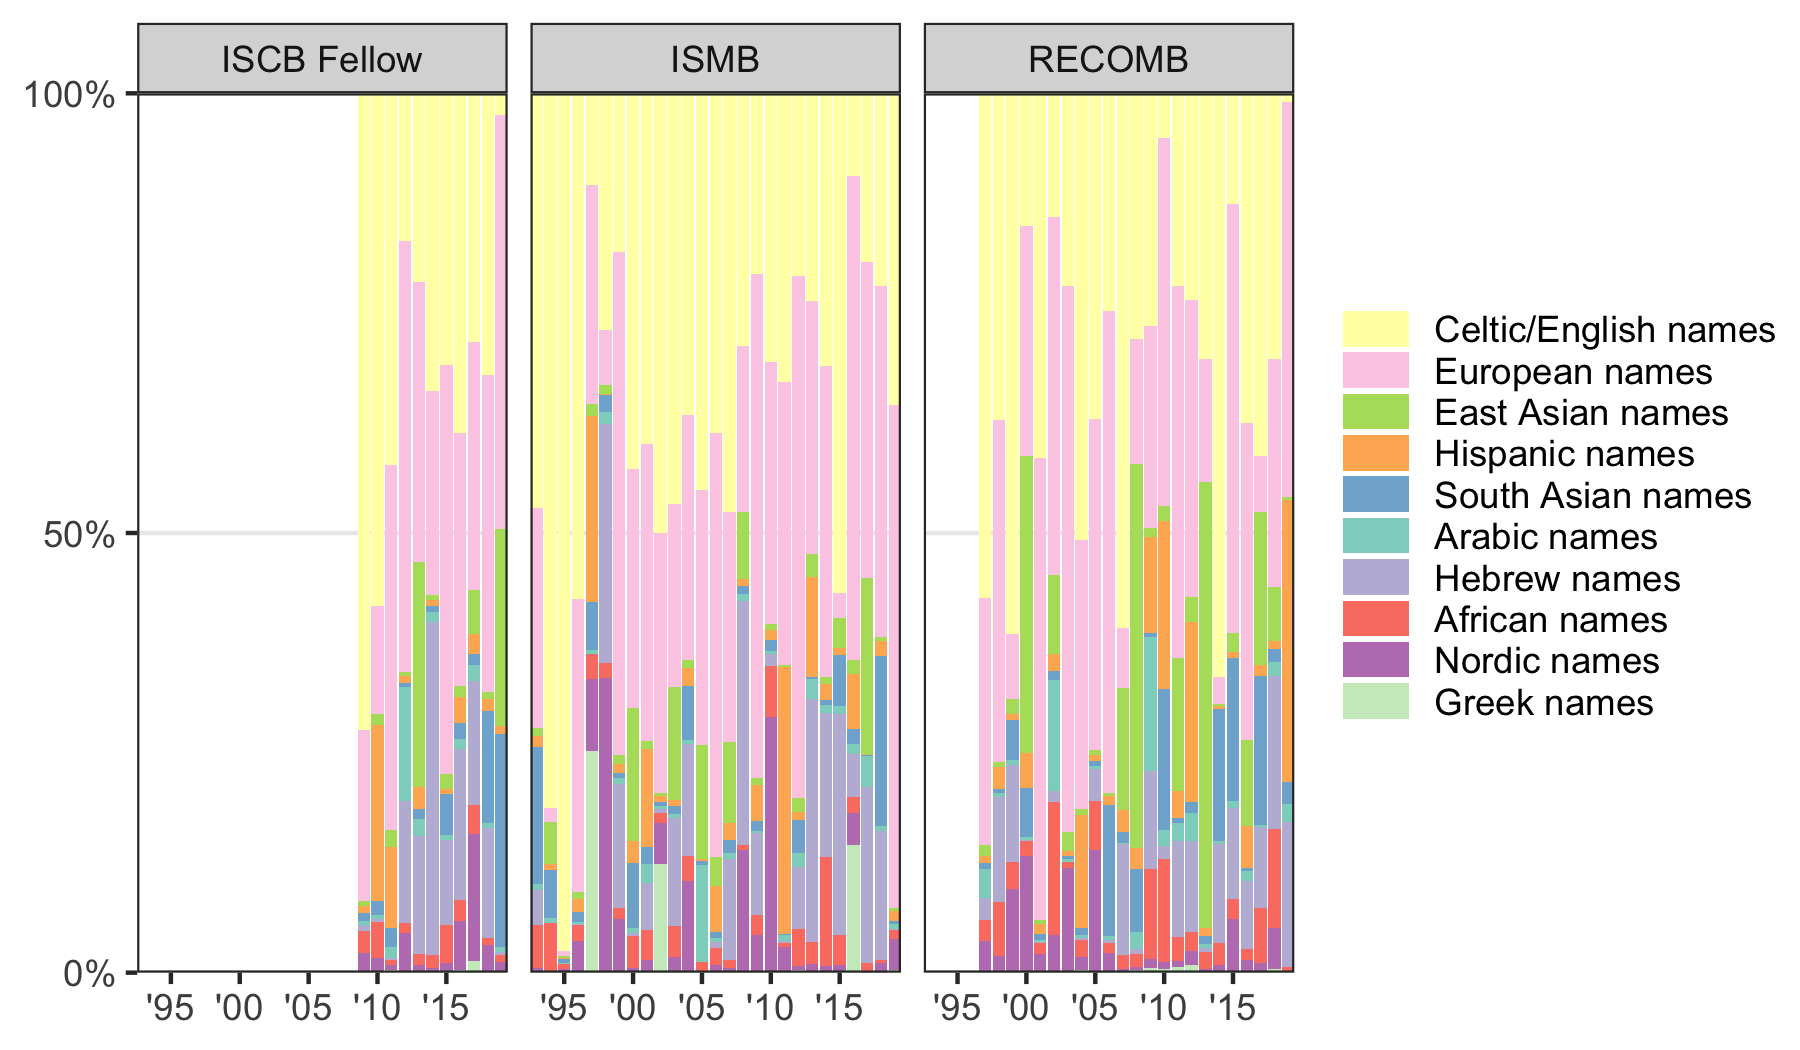 ISCB Fellow
ISMB
RECOMB
100%
50%
0%
'95 '00 '05 '10 '15
'95 '00 '05 '10 '15
'95 '00 '05 '10 '15
Celtic/English names
European names
East Asian names
Hispanic names
South Asian names
Arabic names
Hebrew names
African names
Nordic names
Greek names